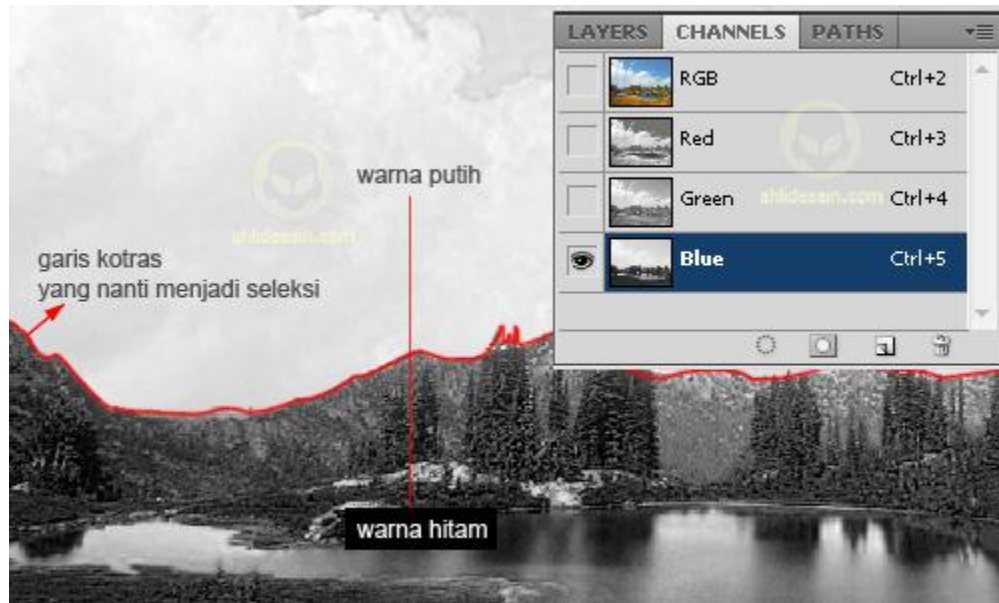 LAYERS CHANNELS PATHS
RGB Ctrl+2
Red Ctrl+3
Green Ctrl+4
Blue Ctrl+5
warna putih
ahlidesain.com
ahlidesain.com
garis kotras
yang nanti menjadi seleksi
warna hitam